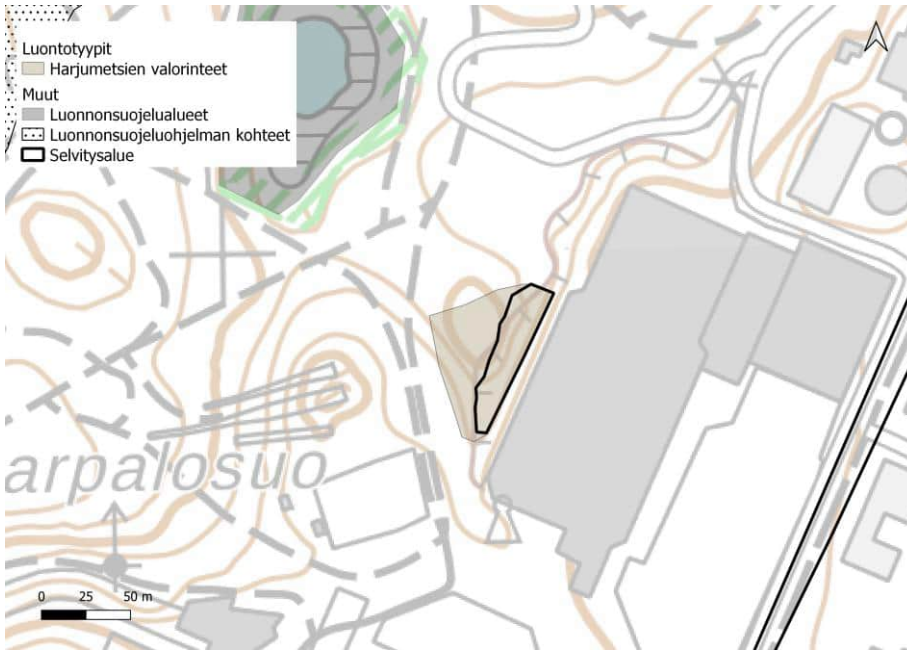 Luontotyypit
Harjumetsien valorinteet
Muut
Luonnonsuojelualueet
Luonnonsuojeluohjelman kohteet
Selvitysalue
arpalosuo
0 25 50 m